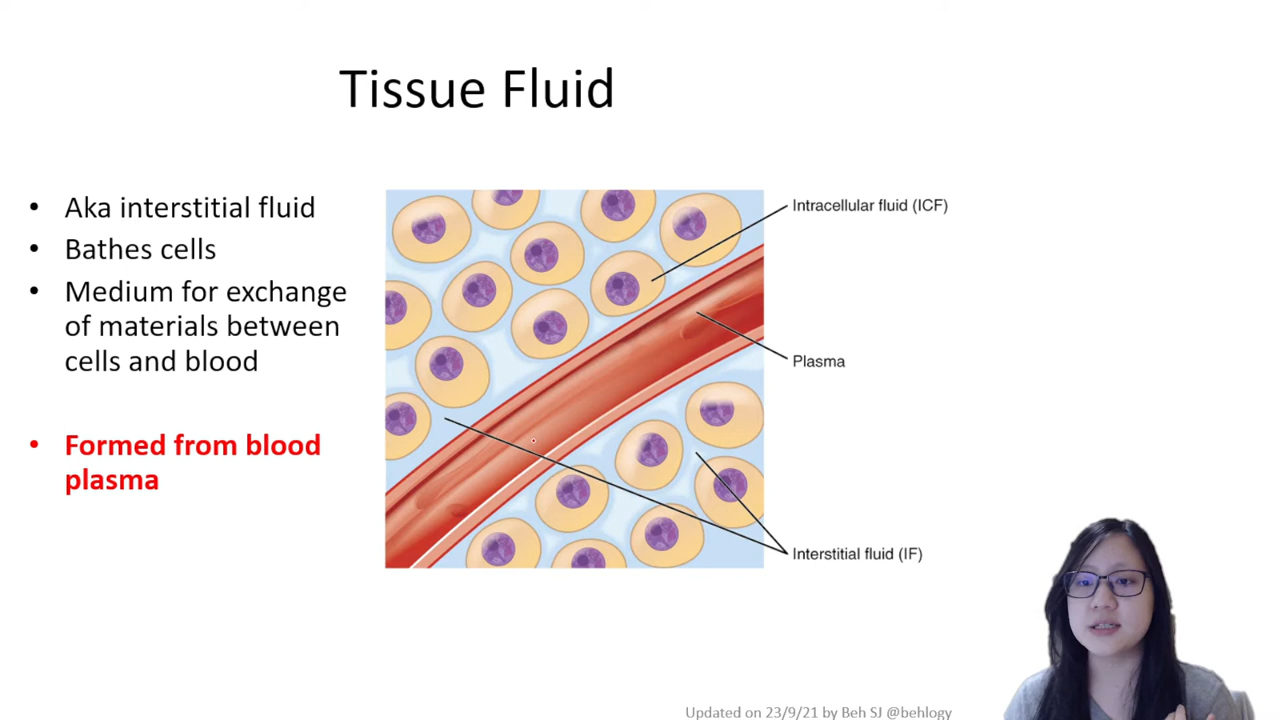 Tissue Fluid
• Aka interstitial fluid
• Bathes cells
• Medium for exchange
of materials between
cells and blood
• Formed from blood
plasma
Intracellular fluid (ICF)
Plasma
Interstitial fluid (IF)
Updated on 23/9/21 by Beh SJ @behlogy